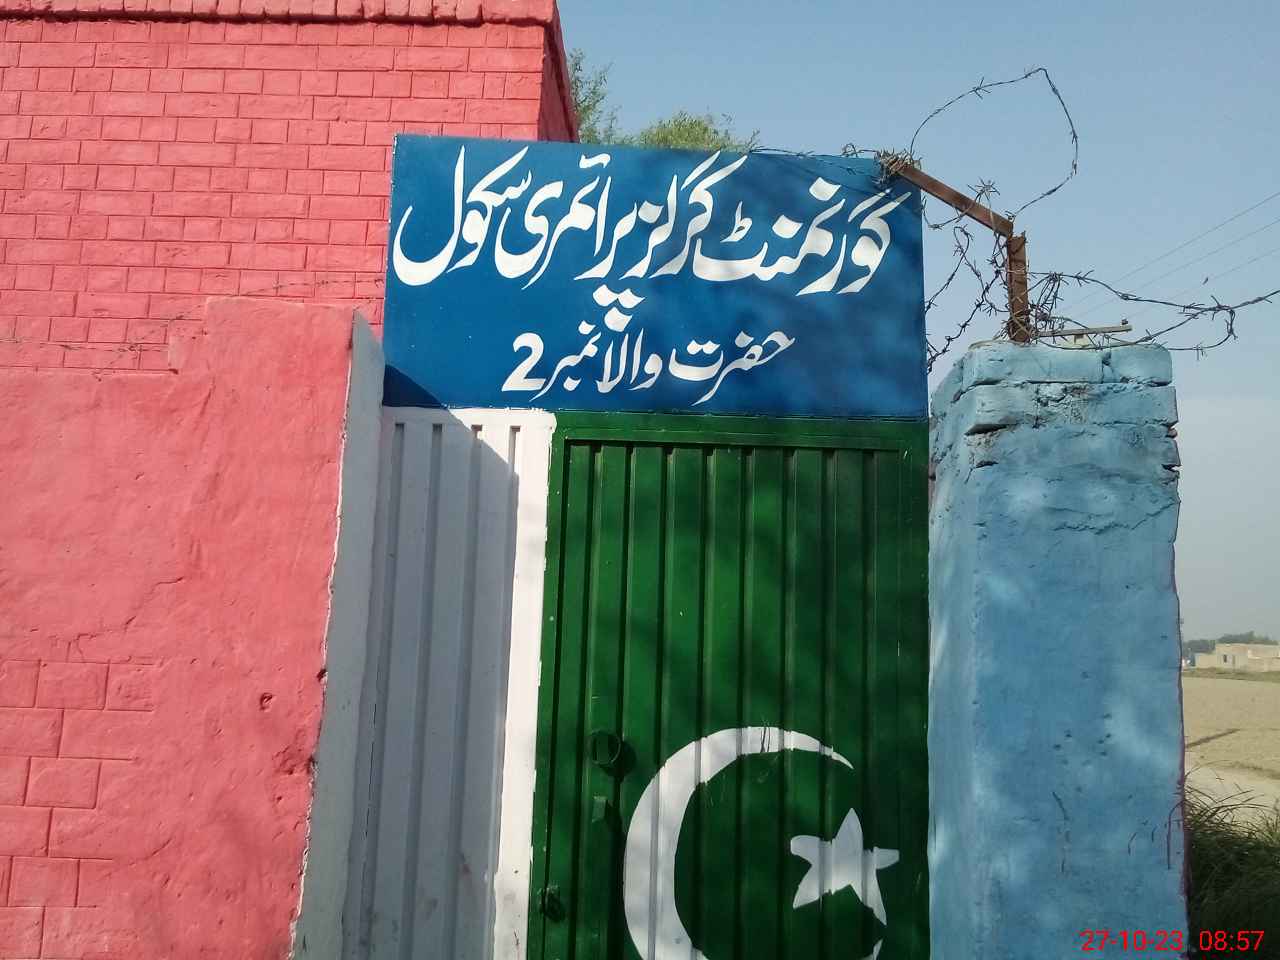 گورنمنٹ گرلز پرائمری سکول
حضرت والا نمبر 2
27-10-23 08:57